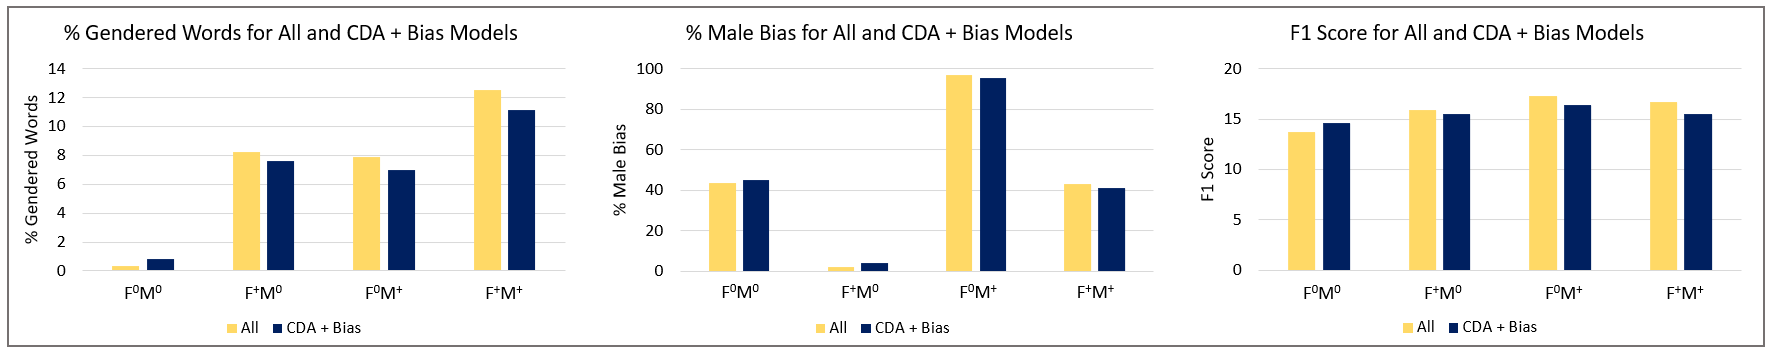 % Gendered Words for All and CDA + Bias Models
% Gendered Words
14
12
10
8
6
4
2
0
F⁰M⁰ F⁺M⁰ F⁰M⁺ F⁺M⁺
All CDA + Bias
% Male Bias for All and CDA + Bias Models
% Male Bias
100
80
60
40
20
0
F⁰M⁰ F⁺M⁰ F⁰M⁺ F⁺M⁺
All CDA + Bias
F1 Score for All and CDA + Bias Models
F1 Score
20
15
10
5
0
F⁰M⁰ F⁺M⁰ F⁰M⁺ F⁺M⁺
All CDA + Bias